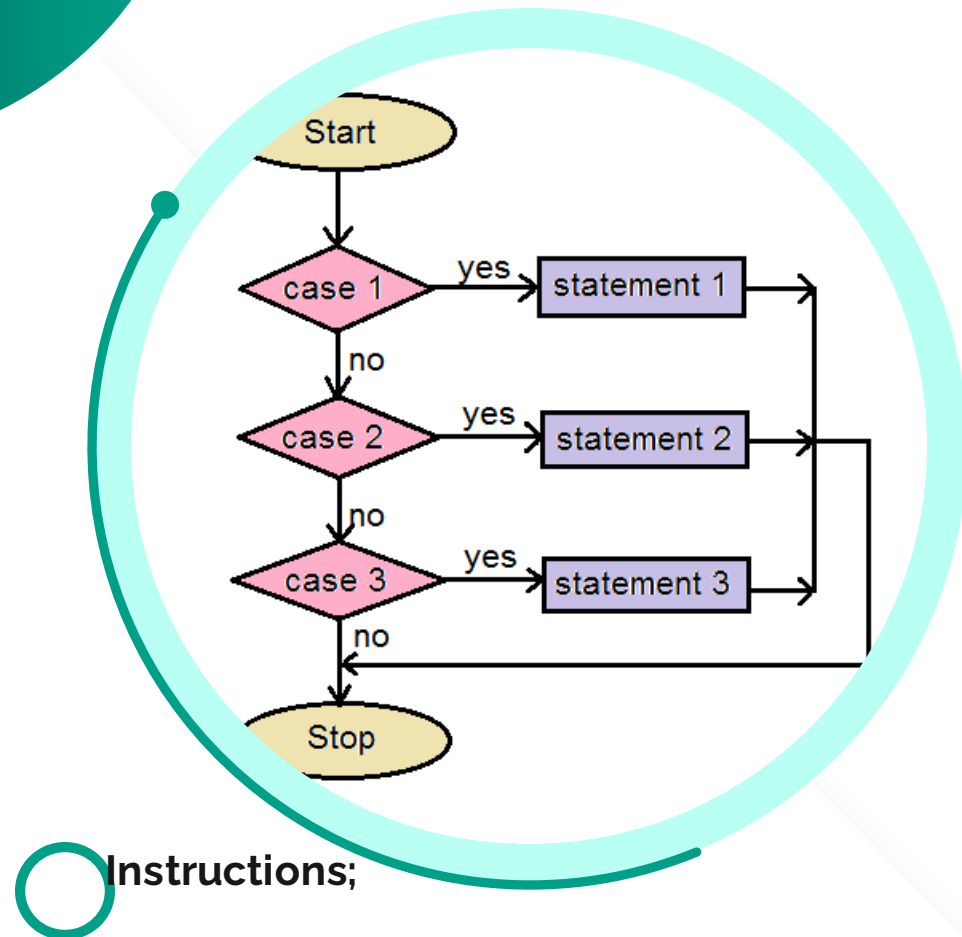 Start
case 1
yes
statement 1
no
case 2
yes
statement 2
no
case 3
yes
statement 3
no
Stop
Instructions;